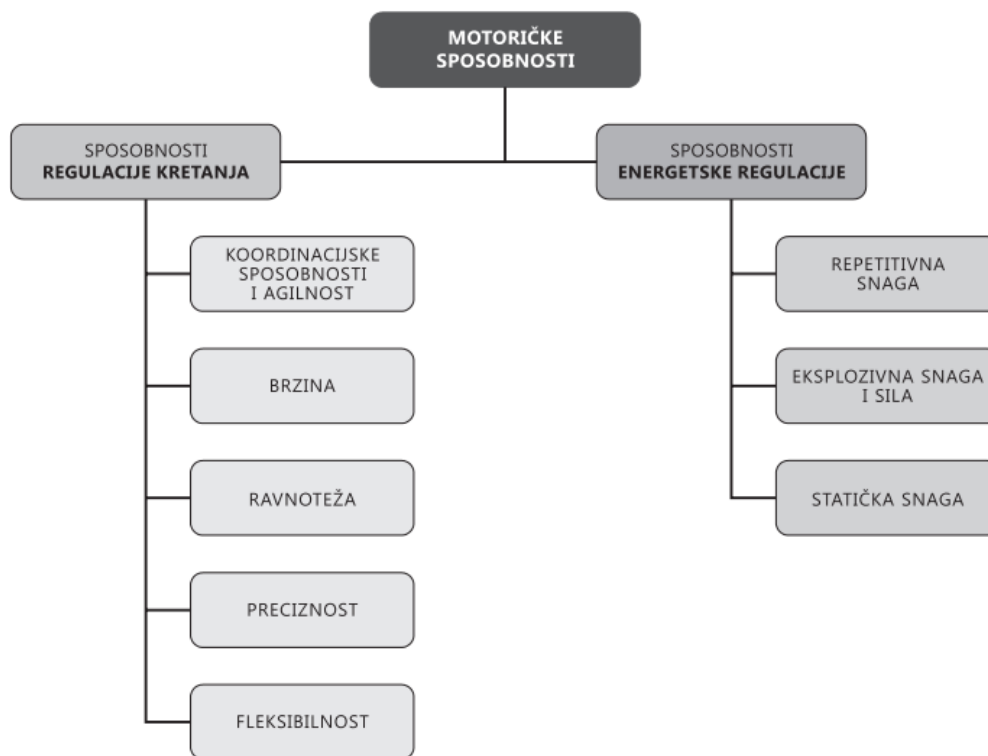 MOTORIČKE
SPOSOBNOSTI
SPOSOBNOSTI
REGULACIJE KRETANJA
KOORDINACIJSKE
SPOSOBNOSTI
I AGILNOST
BRZINA
RAVNOTEŽA
PRECIZNOST
FLEKSIBILNOST
SPOSOBNOSTI
ENERGETSKE REGULACIJE
REPETITIVNA
SNAGA
EKSPLOZIVNA SNAGA
I SILA
STATIČKA SNAGA